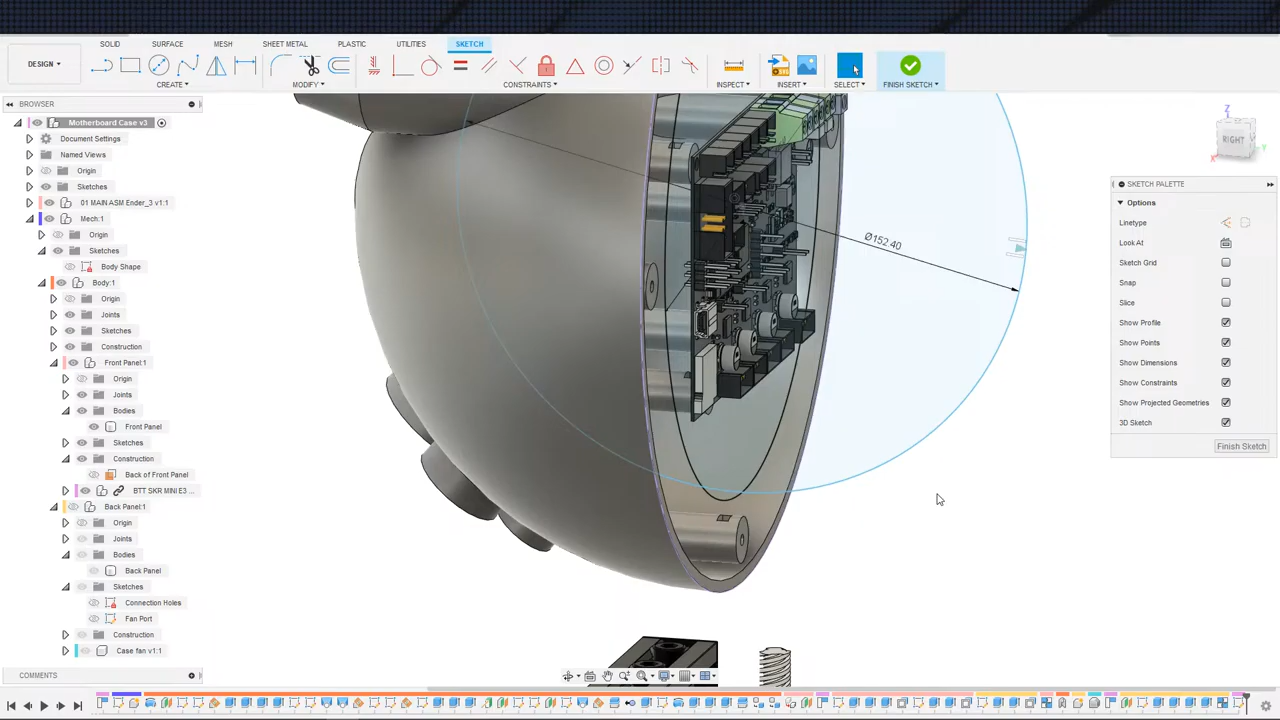 SOLID SURFACE MESH SHEET METAL PLASTIC UTILITIES SKETCH
DESIGN
CREATE MODIFY CONSTRAINTS INSPECT INSERT SELECT FINISH SKETCH
BROWSER
Motherboard Case v3
Document Settings
Named Views
Origin
Sketches
01 MAIN ASM Ender_3 v1:1
Mech:1
Origin
Sketches
Body Shape
Body:1
Origin
Joints
Sketches
Construction
Front Panel:1
Origin
Joints
Bodies
Front Panel
Sketches
Construction
Back of Front Panel
BTT SKR MINI E3 ...
Back Panel:1
Origin
Joints
Bodies
Back Panel
Sketches
Connection Holes
Fan Port
Construction
Case fan v1:1
COMMENTS
Ø152.40
Z
RIGHT
X
Y
SKETCH PALETTE
Options
Linetype
Look At
Sketch Grid
Snap
Slice
Show Profile
Show Points
Show Dimensions
Show Constraints
Show Projected Geometries
3D Sketch
Finish Sketch